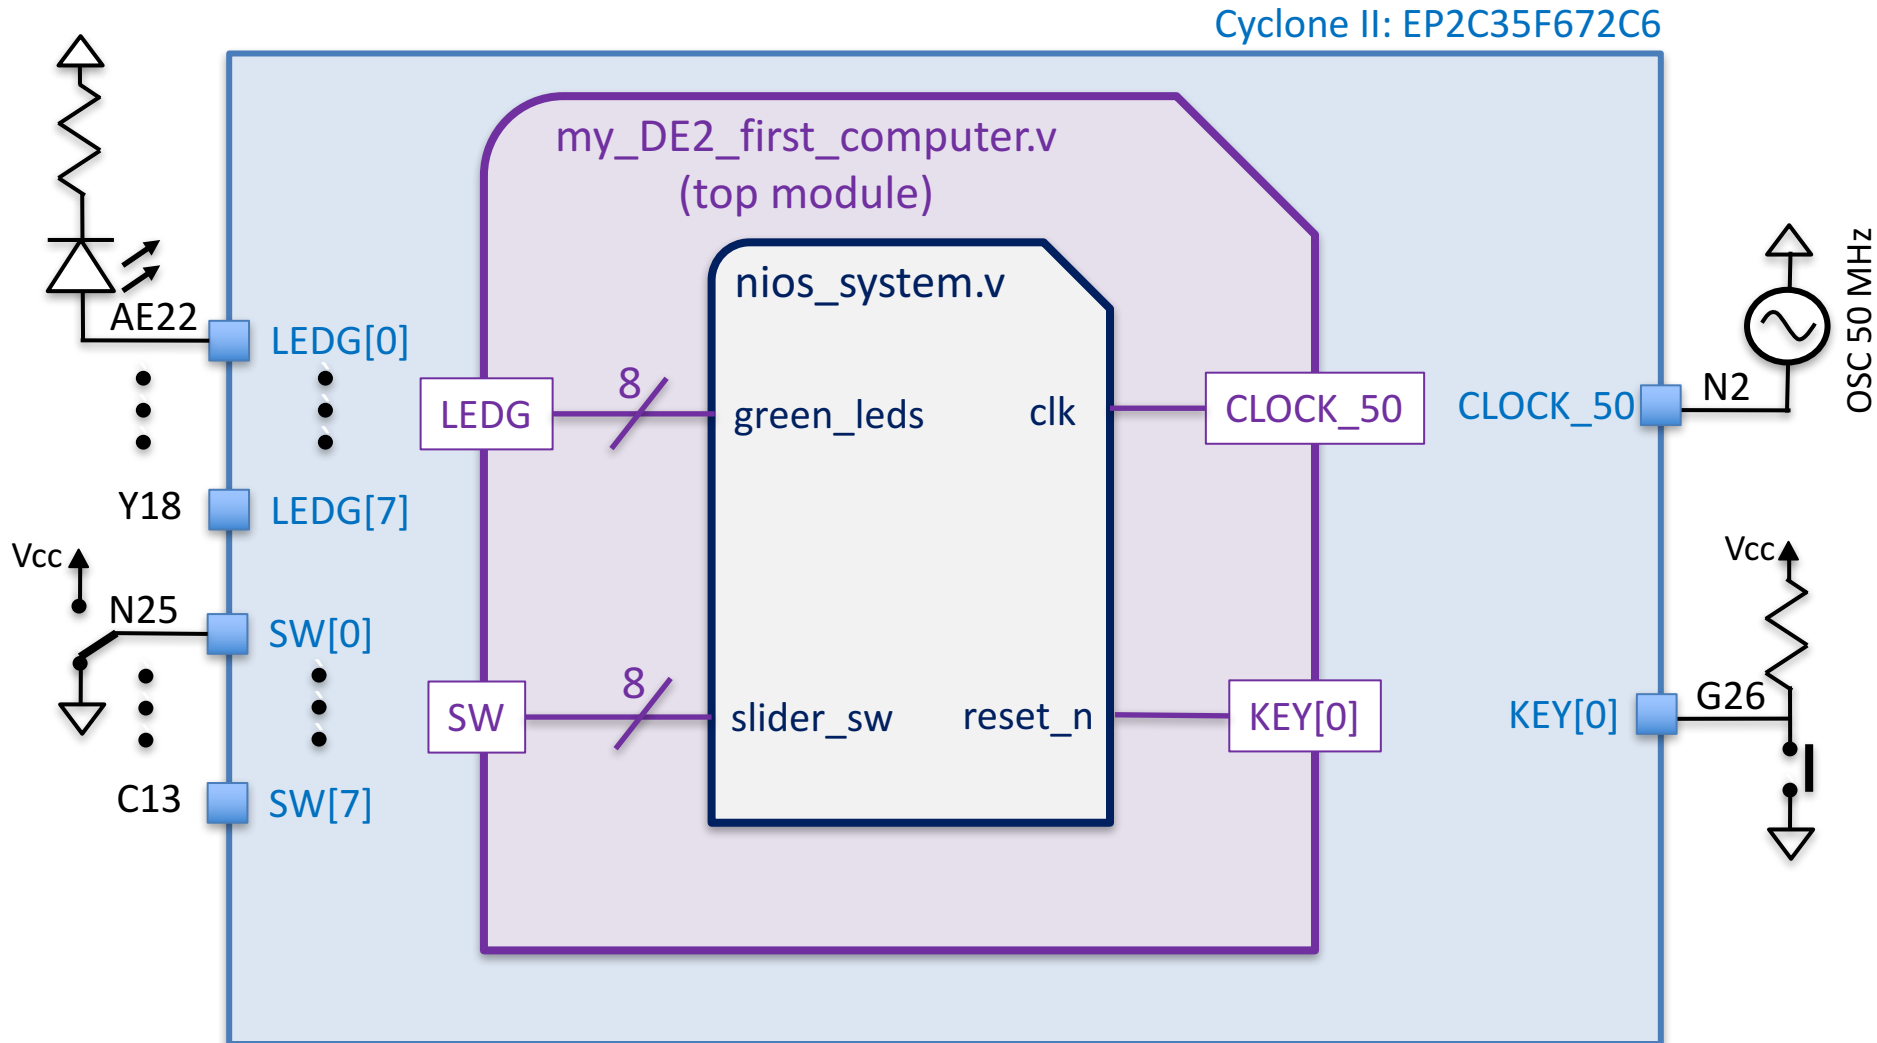 Cyclone II: EP2C35F672C6
my_DE2_first_computer.v
(top module)
nios_system.v
OSC 50 MHz
AE22
LEDG[0]
8
LEDG
green_leds
clk
CLOCK_50
CLOCK_50
N2
Y18
LEDG[7]
Vcc
Vcc
N25
SW[0]
8
SW
slider_sw
reset_n
KEY[0]
KEY[0]
G26
C13
SW[7]